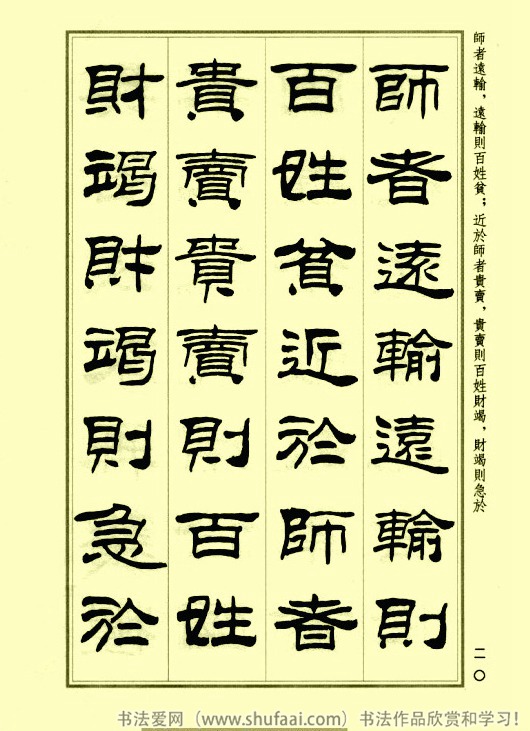 師者遠輸，遠輸則百姓貧；近於師者貴賣，貴賣則百姓財竭，財竭則急於
二〇
師者遠輸遠輸則
百姓貧近於師者
貴賣貴賣則百姓
財竭財竭則急於
书法爱网（www.shufaai.com）书法作品欣赏和学习！